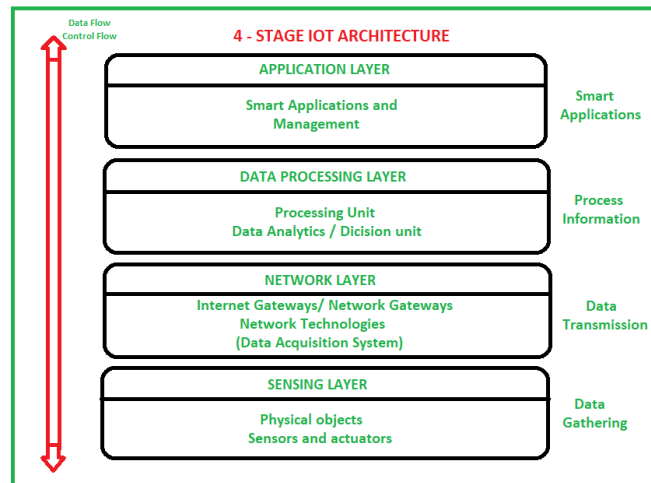 Data Flow
Control Flow
4 - STAGE IOT ARCHITECTURE
APPLICATION LAYER
Smart Applications and
Management
Smart
Applications
DATA PROCESSING LAYER
Processing Unit
Data Analytics / Dicision unit
Process
Information
NETWORK LAYER
Internet Gateways/ Network Gateways
Network Technologies
(Data Acquisition System)
Data
Transmission
SENSING LAYER
Physical objects
Sensors and actuators
Data
Gathering